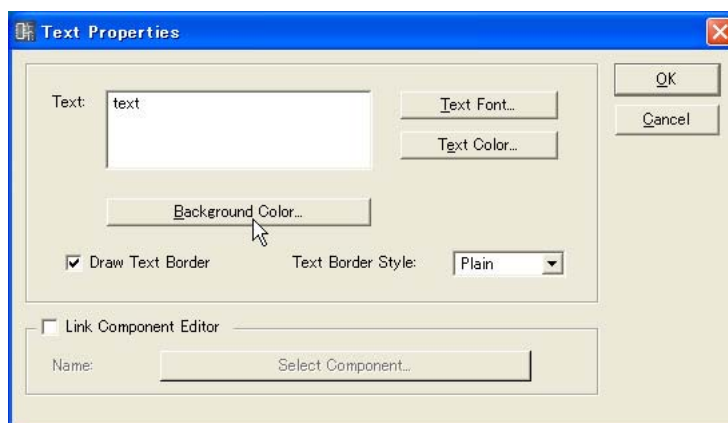 Text Properties
Text: text
Text Font...
Text Color...
Background Color...
Draw Text Border Text Border Style: Plain
Link Component Editor
Name: Select Component...
OK
Cancel